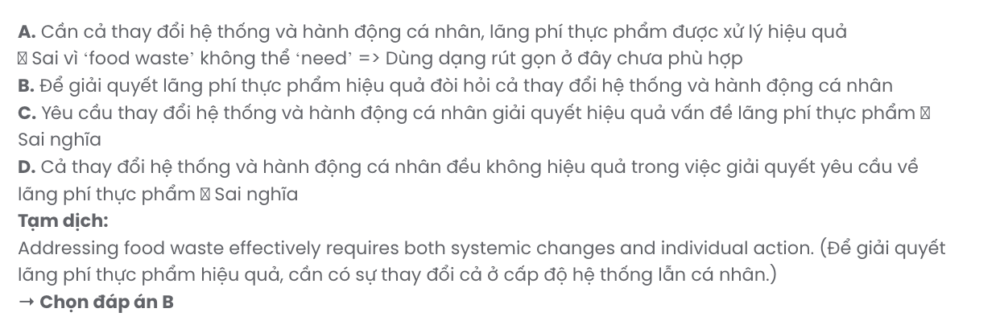 A. Cần cả thay đổi hệ thống và hành động cá nhân, lãng phí thực phẩm được xử lý hiệu quả
Sai vì ‘food waste’ không thể ‘need’ => Dùng dạng rút gọn ở đây chưa phù hợp
B. Để giải quyết lãng phí thực phẩm hiệu quả đòi hỏi cả thay đổi hệ thống và hành động cá nhân
C. Yêu cầu thay đổi hệ thống và hành động cá nhân giải quyết hiệu quả vấn đề lãng phí thực phẩm
Sai nghĩa
D. Cả thay đổi hệ thống và hành động cá nhân đều không hiệu quả trong việc giải quyết yêu cầu về
lãng phí thực phẩm Sai nghĩa
Tạm dịch:
Addressing food waste effectively requires both systemic changes and individual action. (Để giải quyết
lãng phí thực phẩm hiệu quả, cần có sự thay đổi cả ở cấp độ hệ thống lẫn cá nhân.)
→ Chọn đáp án B